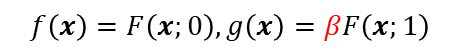 f(x) = F(x; 0), g(x) = βF(x; 1)